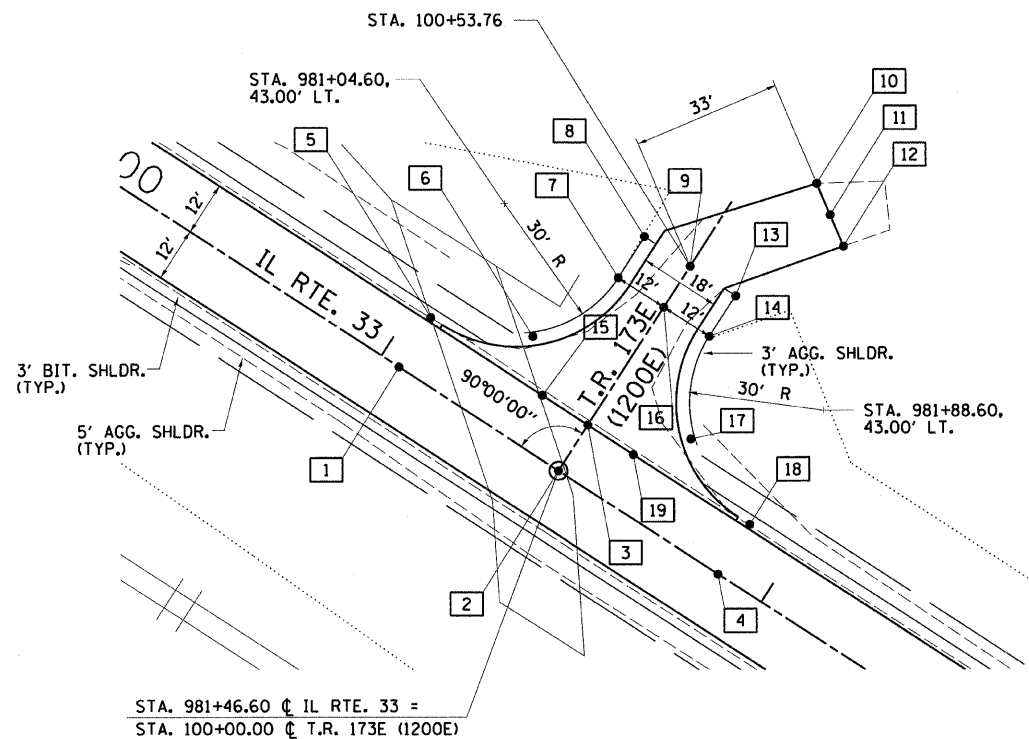 STA. 100+53.76
STA. 981+04.60,
43.00' LT.
33'
10
11
12
8
5
6
7
9
00
12'
12'
30' R
13
IL RTE. 33
12'
18'
12'
14
15
3' BIT. SHLDR.
(TYP.)
90°00'00"
T.R. 173E
(1200E)
3' AGG. SHLDR.
(TYP.)
30' R
16
STA. 981+88.60,
43.00' LT.
5' AGG. SHLDR.
(TYP.)
1
17
18
19
3
2
4
STA. 981+46.60 ℄ IL RTE. 33 =
STA. 100+00.00 ℄ T.R. 173E (1200E)